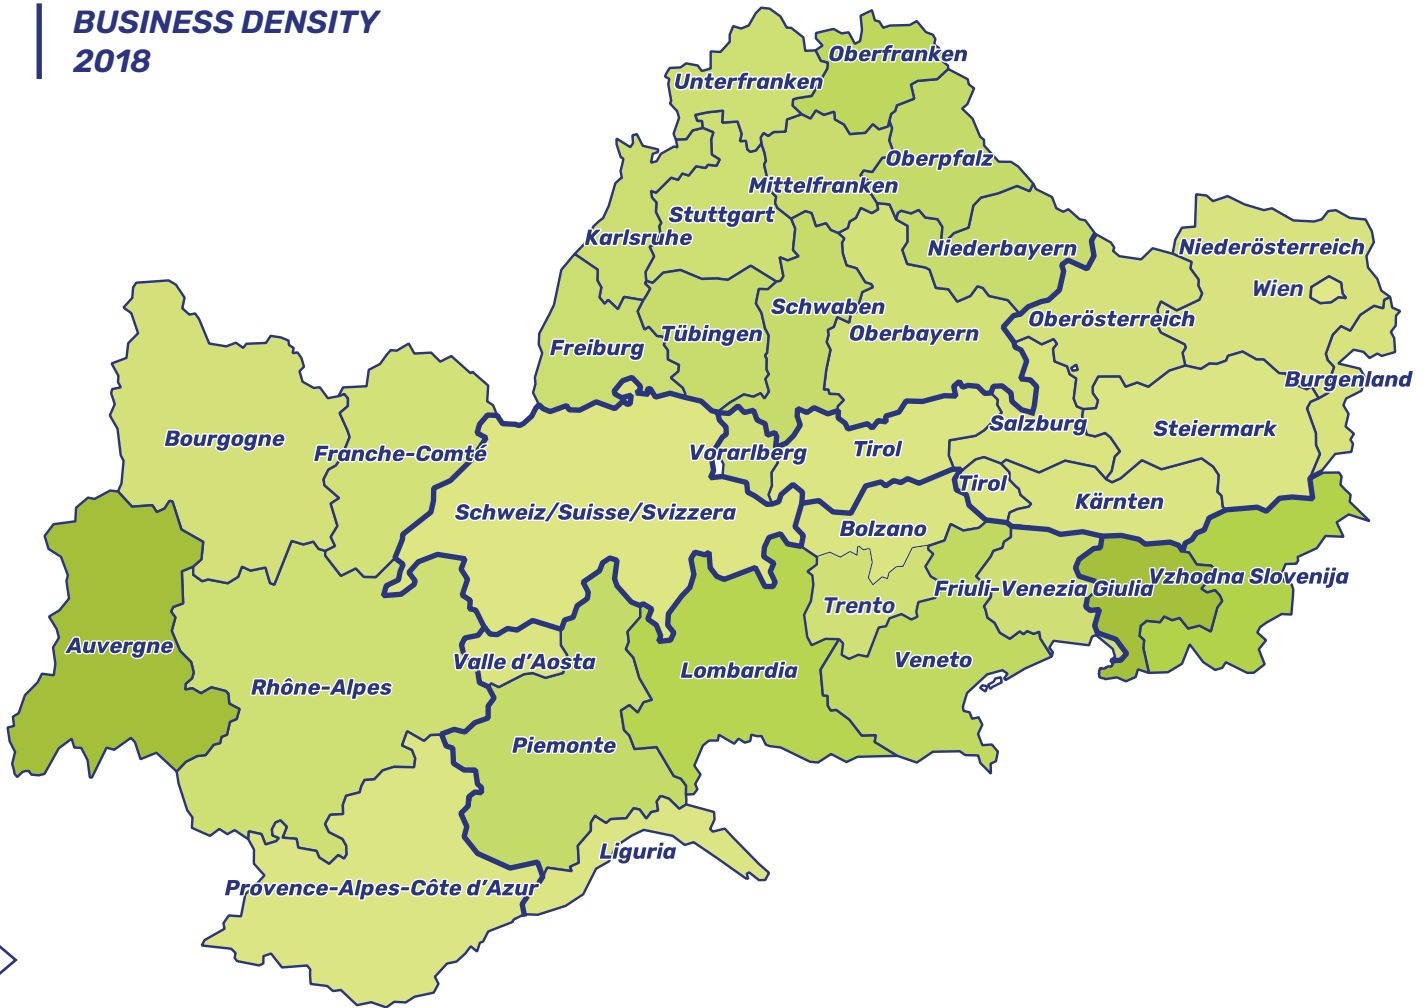 BUSINESS DENSITY
2018
Oberfranken
Unterfranken
Oberpfalz
Mittelfranken
Stuttgart
Karlsruhe
Niederbayern
Niederösterreich
Wien
Schwaben
Oberösterreich
Tübingen
Oberbayern
Freiburg
Burgenland
Salzburg
Steiermark
Bourgogne
Franche-Comté
Vorarlberg
Tirol
Tirol
Kärnten
Schweiz/Suisse/Svizzera
Bolzano
Vzhodna Slovenija
Friuli-Venezia Giulia
Trento
Auvergne
Valle d’Aosta
Veneto
Lombardia
Rhône-Alpes
Piemonte
Liguria
Provence-Alpes-Côte d’Azur